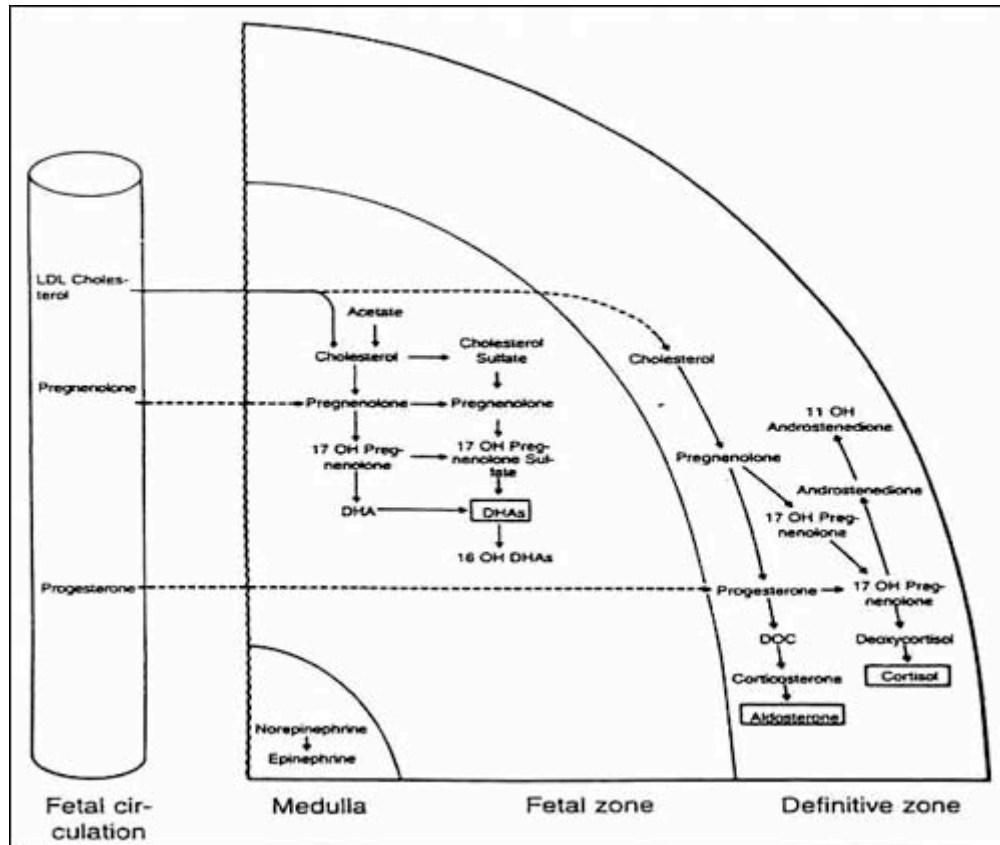 LDL Choles-
terol
Pregnenolone
Progesterone
Acetate
Cholesterol
Cholesterol
Sulfate
Pregnenolone
Pregnenolone
17 OH Preg-
nenolone
17 OH Preg-
nenolone Sul-
fate
DHA
DHAs
16 OH DHAs
Norepinephrine
Epinephrine
Cholesterol
Pregnenolone
17 OH Preg-
nenolone
11 OH
Androstenedione
Androstenedione
Progesterone
17 OH Preg-
nenolone
DOC
Deoxycortisol
Corticosterone
Cortisol
Aldosterone
Fetal cir-
culation
Medulla
Fetal zone
Definitive zone